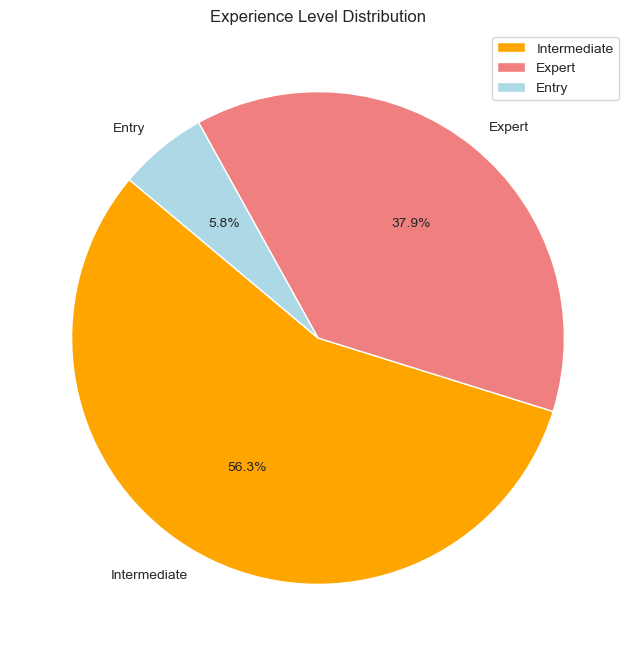 Experience Level Distribution
Intermediate
Expert
Entry
Entry
Expert
5.8%
37.9%
56.3%
Intermediate